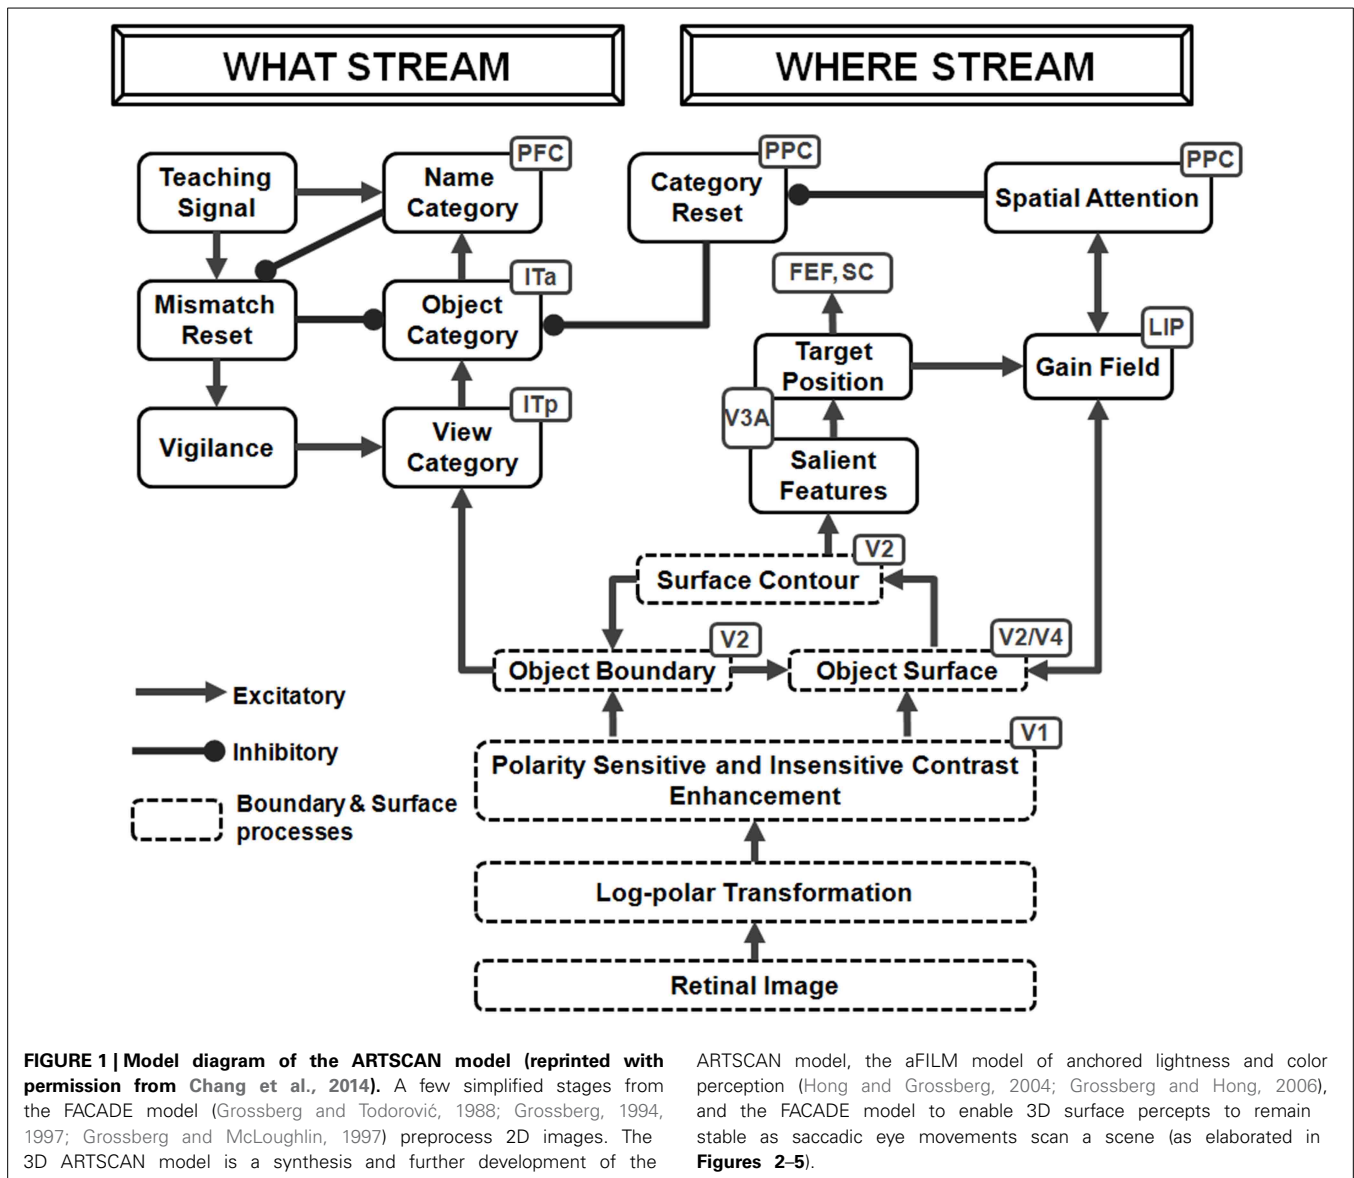 WHAT STREAM
WHERE STREAM
Teaching
Signal
PFC
Name
Category
PPC
Category
Reset
PPC
Spatial Attention
Mismatch
Reset
ITa
Object
Category
FEF, SC
Target
Position
LIP
Gain Field
Vigilance
ITp
View
Category
V3A
Salient
Features
V2
Surface Contour
V2
Object Boundary
V2/V4
Object Surface
Excitatory
Inhibitory
Boundary & Surface
processes
V1
Polarity Sensitive and Insensitive Contrast
Enhancement
Log-polar Transformation
Retinal Image
FIGURE 1 | Model diagram of the ARTSCAN model (reprinted with
permission from Chang et al., 2014). A few simplified stages from
the FACADE model (Grossberg and Todorović, 1988; Grossberg, 1994,
1997; Grossberg and McLoughlin, 1997) preprocess 2D images. The
3D ARTSCAN model is a synthesis and further development of the
ARTSCAN model, the aFILM model of anchored lightness and color
perception (Hong and Grossberg, 2004; Grossberg and Hong, 2006),
and the FACADE model to enable 3D surface percepts to remain
stable as saccadic eye movements scan a scene (as elaborated in
Figures 2–5).